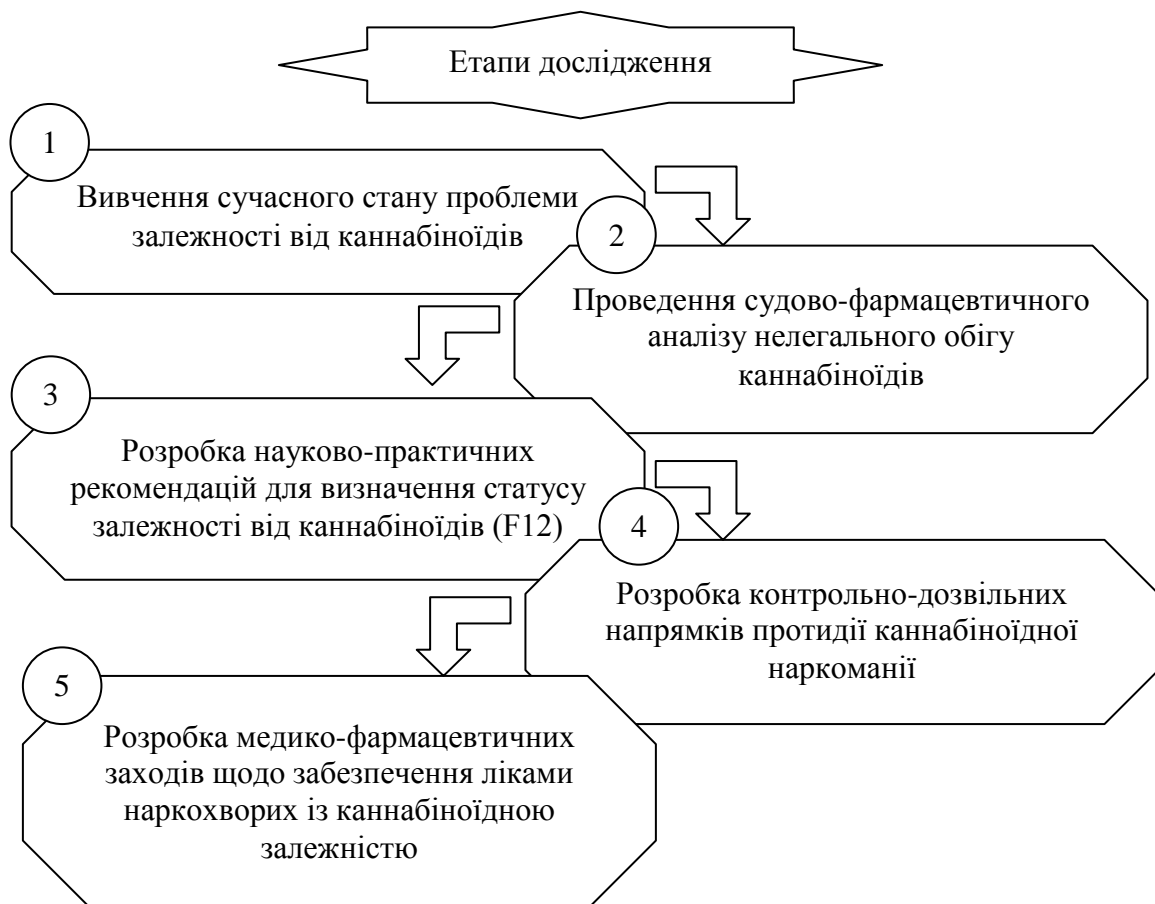 Етапи дослідження
1
Вивчення сучасного стану проблеми
залежності від каннабіноїдів
2
Проведення судово-фармацевтичного
аналізу нелегального обігу
каннабіноїдів
3
Розробка науково-практичних
рекомендацій для визначення статусу
залежності від каннабіноїдів (F12)
4
Розробка контрольно-дозвільних
напрямків протидії каннабіноїдної
наркоманії
5
Розробка медико-фармацевтичних
заходів щодо забезпечення ліками
наркохворих із каннабіноїдною
залежністю